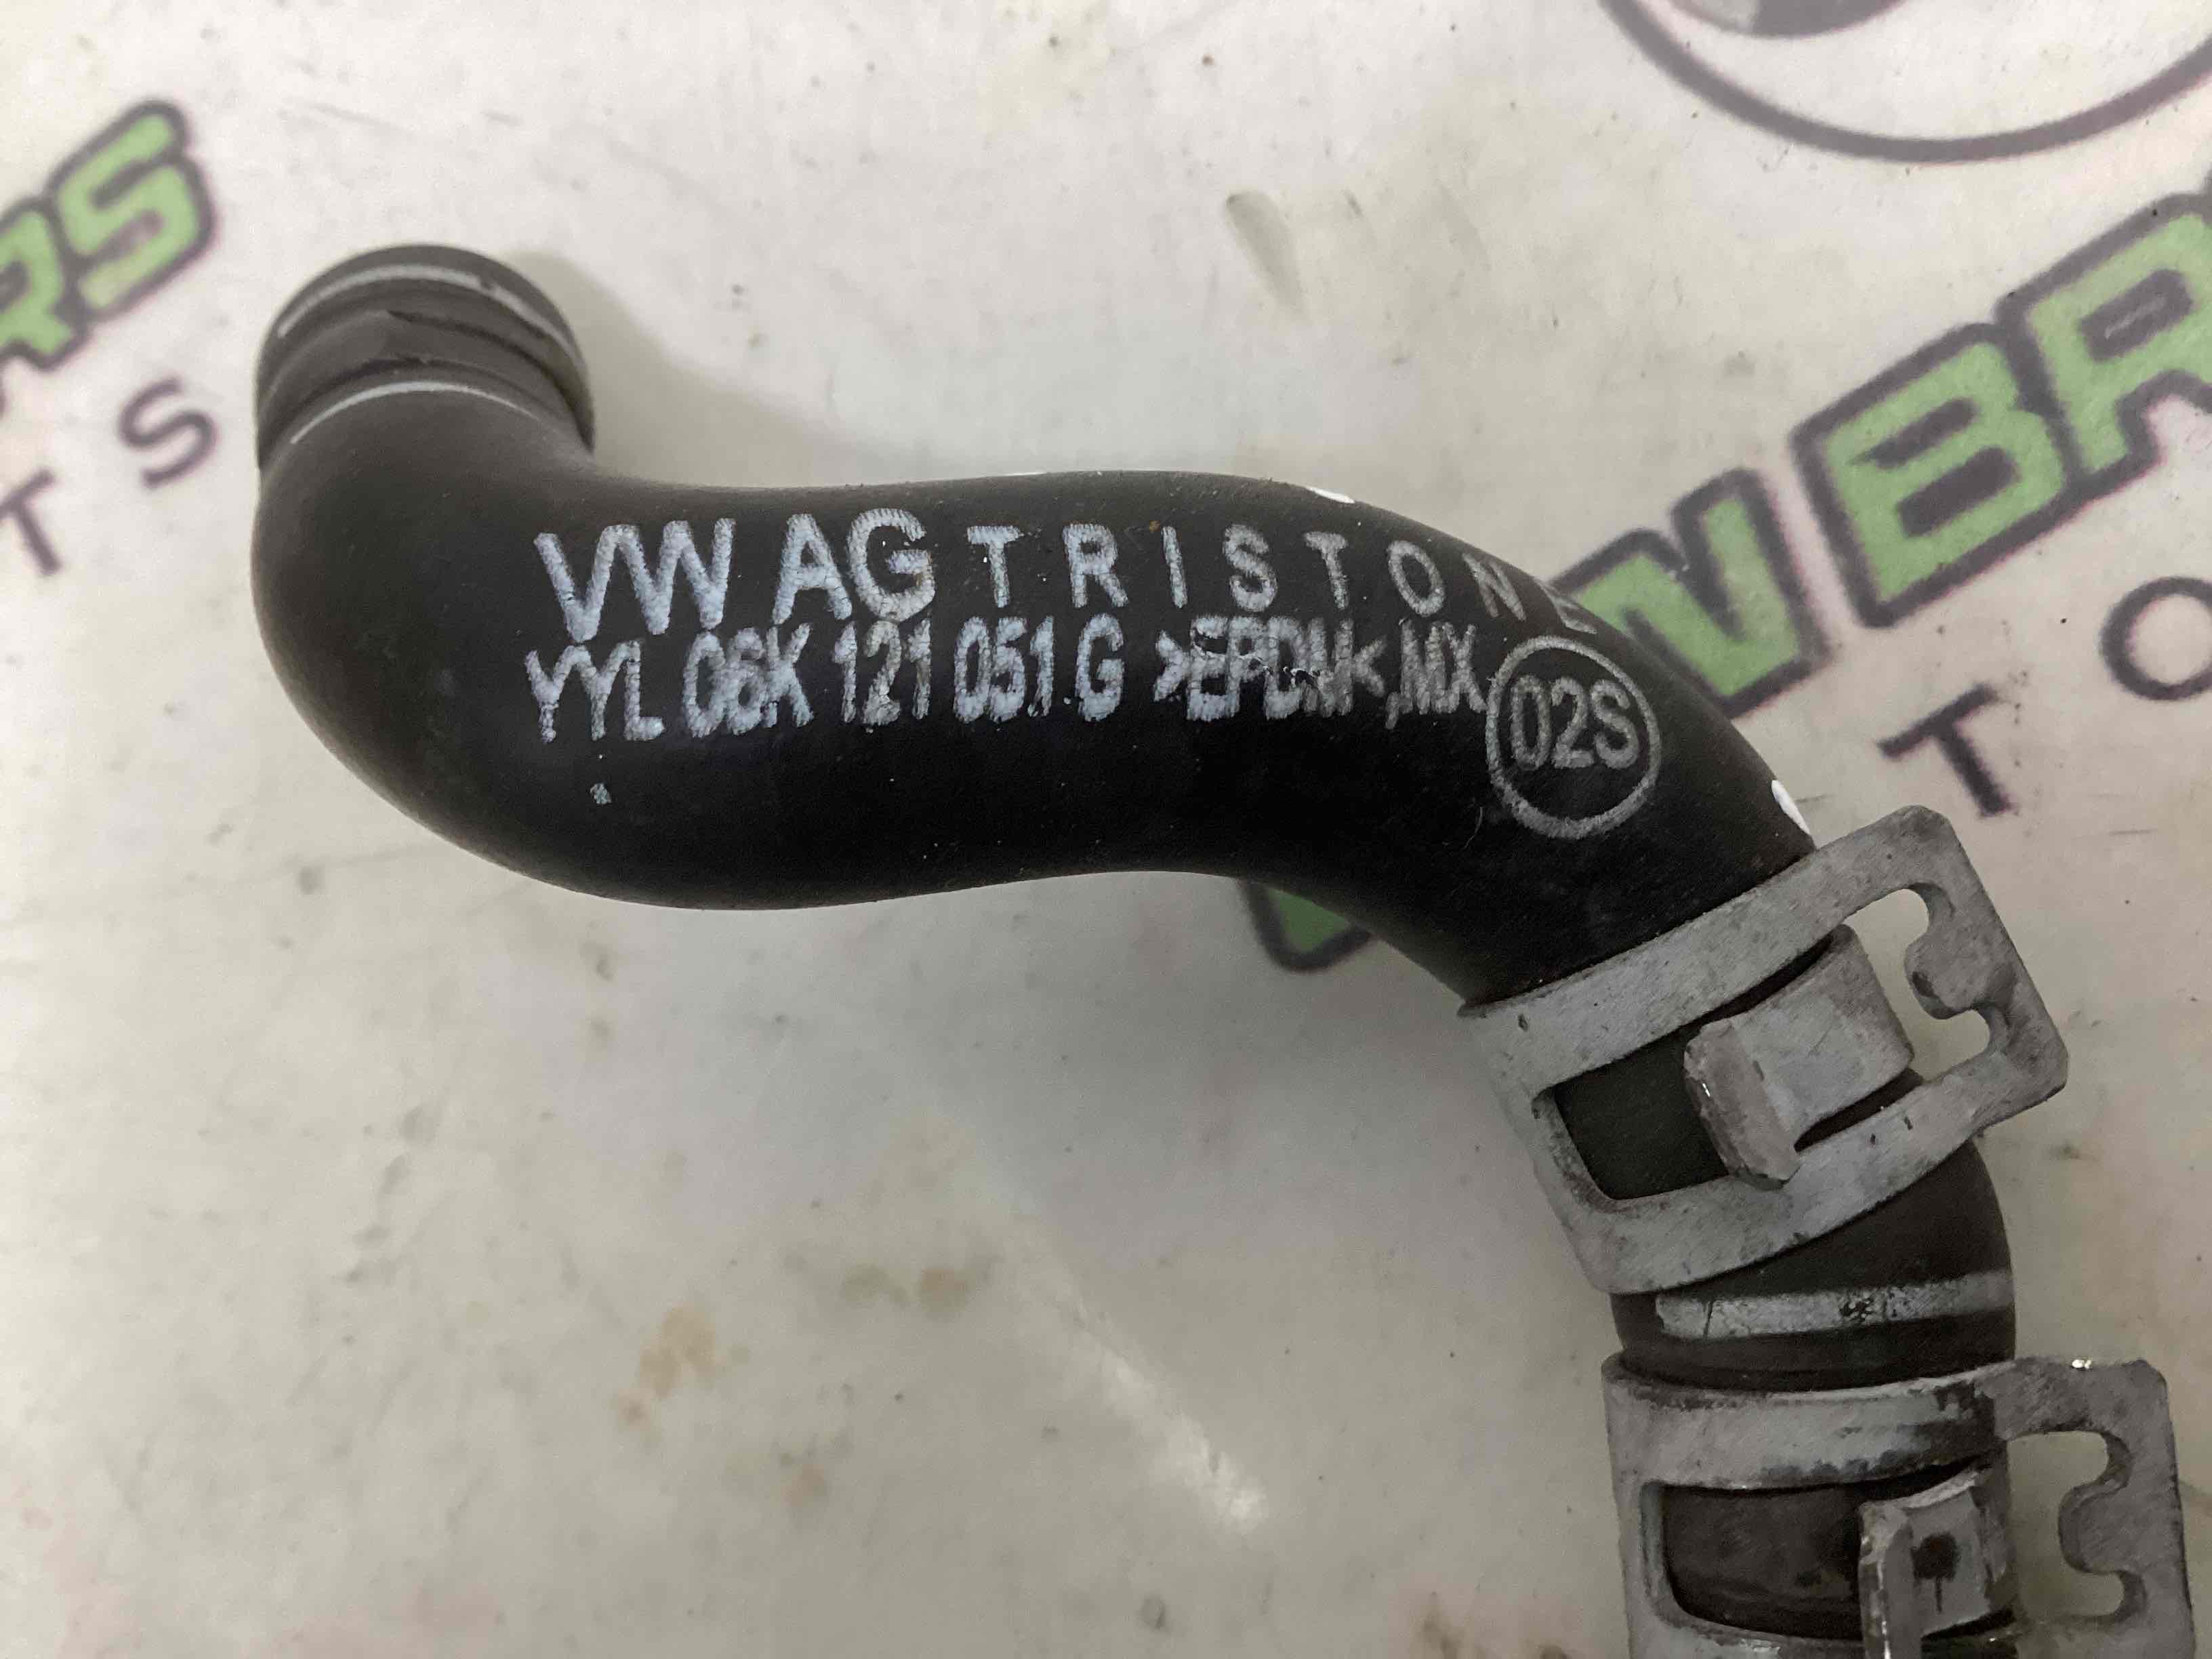 VW AG TRISTONE
YYL 06K 121 051 G >EPDM<,MX 02S